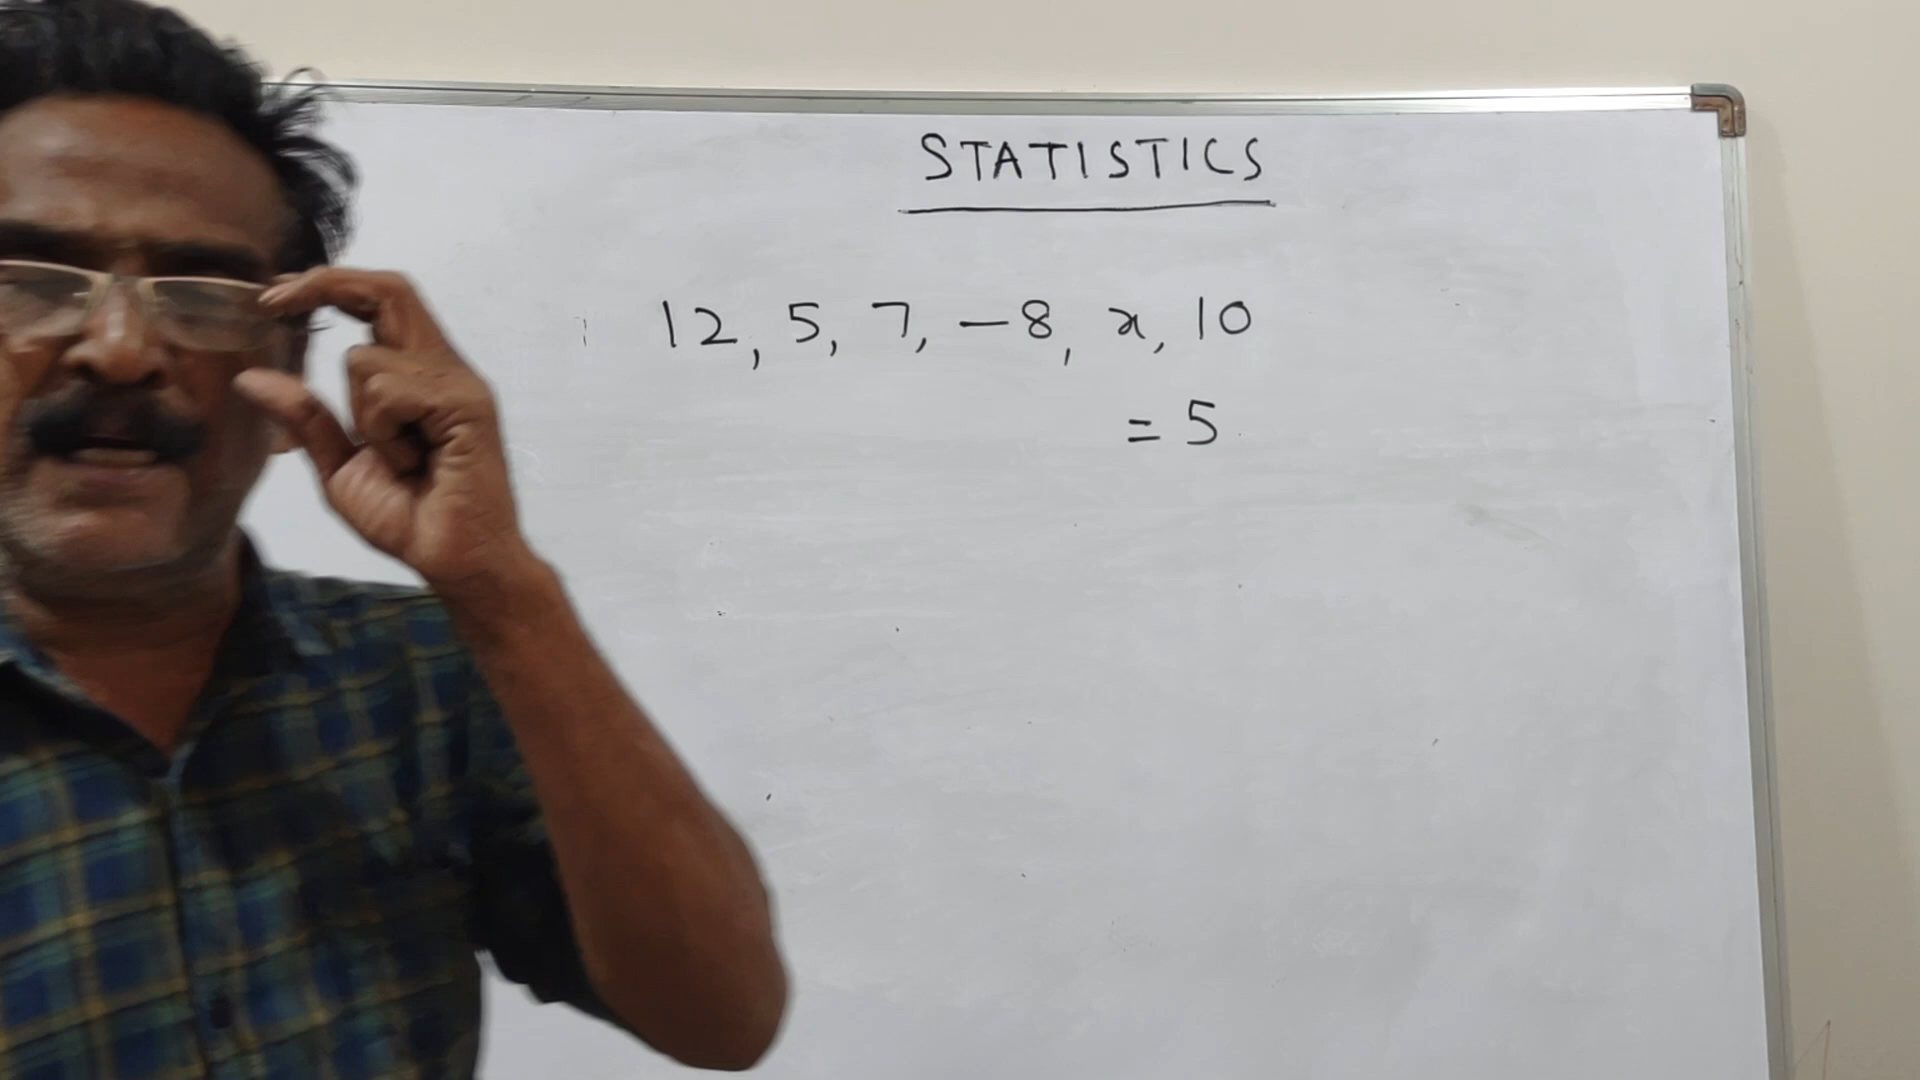 STATISTICS
12, 5, 7, -8, x, 10
= 5